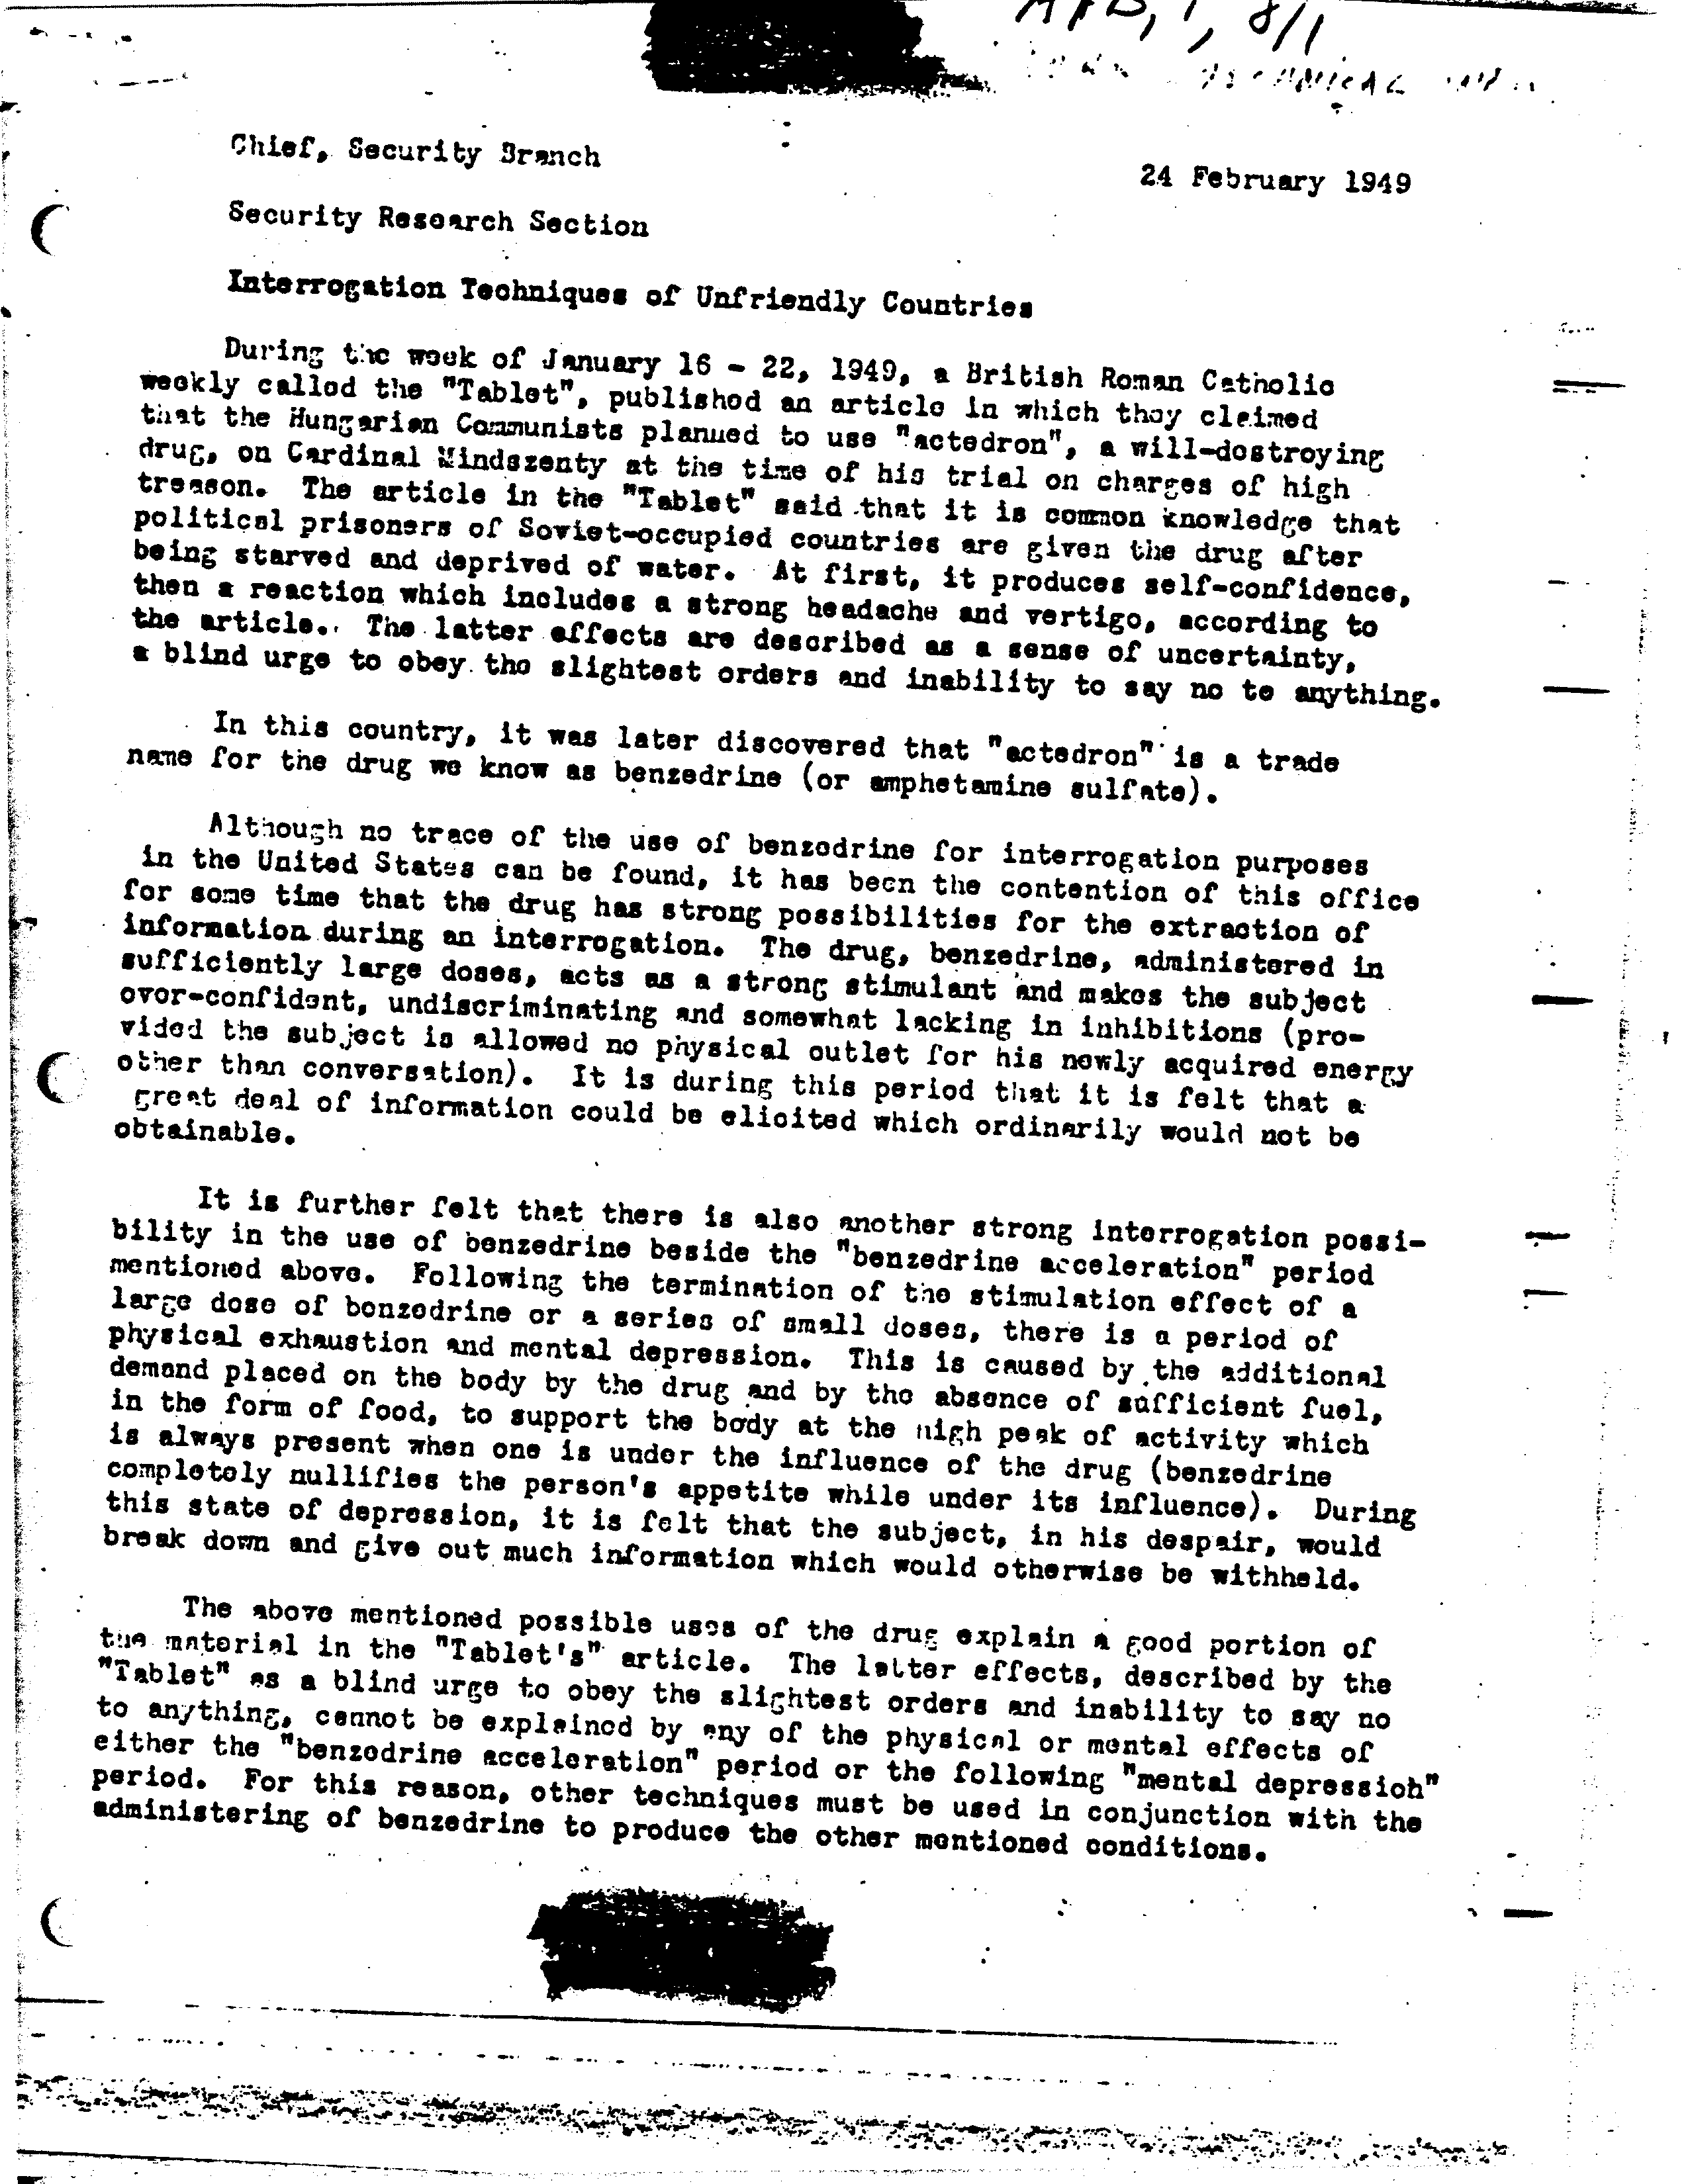 8/1
Chief, Security Branch
24 February 1949
Security Research Section
Interrogation Techniques of Unfriendly Countries
During the week of January 16 - 22, 1949, a British Roman Catholic
weekly called the "Tablet", published an article in which they claimed
that the Hungarian Communists planned to use "actedron", a will-destroying
drug, on Cardinal Mindszenty at the time of his trial on charges of high
treason. The article in the "Tablet" said that it is common knowledge that
political prisoners of Soviet-occupied countries are given the drug after
being starved and deprived of water. At first, it produces self-confidence,
then a reaction which includes a strong headache and vertigo, according to
the article. The latter effects are described as a sense of uncertainty,
a blind urge to obey the slightest orders and inability to say no to anything.
In this country, it was later discovered that "actedron" is a trade
name for the drug we know as benzedrine (or amphetamine sulfate).
Although no trace of the use of benzedrine for interrogation purposes
in the United States can be found, it has been the contention of this office
for some time that the drug has strong possibilities for the extraction of
information during an interrogation. The drug, benzedrine, administered in
sufficiently large doses, acts as a strong stimulant and makes the subject
over-confident, undiscriminating and somewhat lacking in inhibitions (pro-
vided the subject is allowed no physical outlet for his newly acquired energy
other than conversation). It is during this period that it is felt that a
great deal of information could be elicited which ordinarily would not be
obtainable.
It is further felt that there is also another strong interrogation possi-
bility in the use of benzedrine beside the "benzedrine acceleration" period
mentioned above. Following the termination of the stimulation effect of a
large dose of benzedrine or a series of small doses, there is a period of
physical exhaustion and mental depression. This is caused by the additional
demand placed on the body by the drug and by the absence of sufficient fuel,
in the form of food, to support the body at the high peak of activity which
is always present when one is under the influence of the drug (benzedrine
completely nullifies the person's appetite while under its influence). During
this state of depression, it is felt that the subject, in his despair, would
break down and give out much information which would otherwise be withheld.
The above mentioned possible uses of the drug explain a good portion of
the material in the "Tablet's" article. The latter effects, described by the
"Tablet" as a blind urge to obey the slightest orders and inability to say no
to anything, cannot be explained by any of the physical or mental effects of
either the "benzedrine acceleration" period or the following "mental depression"
period. For this reason, other techniques must be used in conjunction with the
administering of benzedrine to produce the other mentioned conditions.